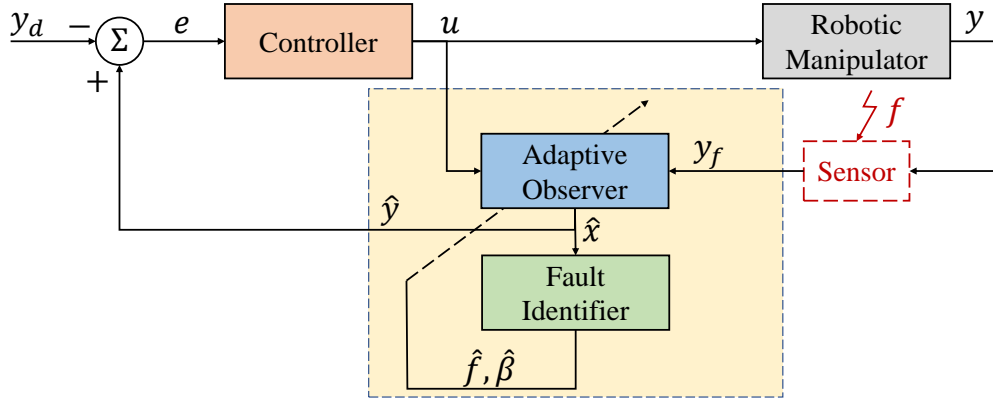 y_d
−
Σ
+
e
Controller
u
Robotic
Manipulator
y
f
Sensor
y_f
Adaptive
Observer
ŷ
x̂
Fault
Identifier
f̂, β̂